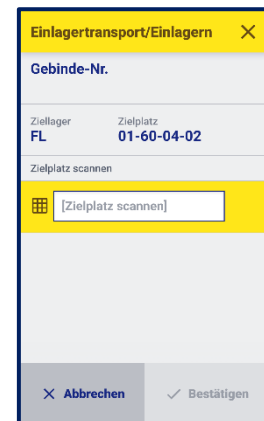 Einlagertransport/Einlagern
Gebinde-Nr.
Ziellager Zielplatz
FL 01-60-04-02
Zielplatz scannen
[Zielplatz scannen]
Abbrechen Bestätigen